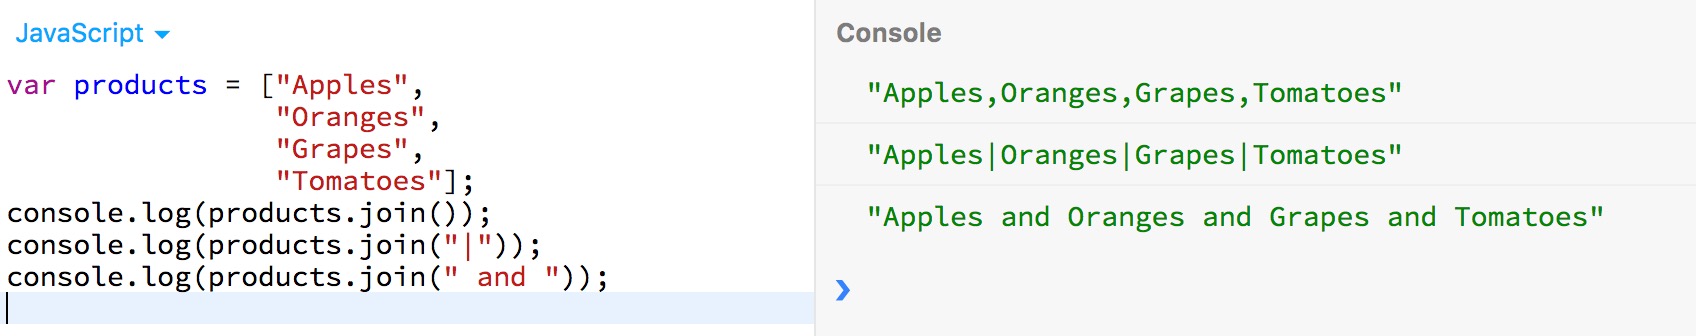 JavaScript
var products = ["Apples",
"Oranges",
"Grapes",
"Tomatoes"];
console.log(products.join());
console.log(products.join("|"));
console.log(products.join(" and "));
Console
"Apples,Oranges,Grapes,Tomatoes"
"Apples|Oranges|Grapes|Tomatoes"
"Apples and Oranges and Grapes and Tomatoes"